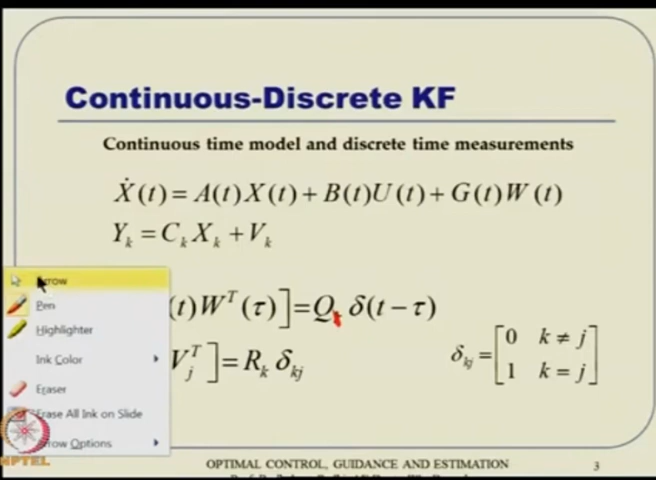 Continuous-Discrete KF
Continuous time model and discrete time measurements
Ẋ(t) = A(t)X(t) + B(t)U(t) + G(t)W(t)
Y_k = C_k X_k + V_k
Arrow
Pen
Highlighter
Ink Color
Eraser
Erase All Ink on Slide
Arrow Options
(t)W^T(τ)] = Q δ(t − τ)
V_j^T] = R_k δ_kj
δ_kj = [0 k ≠ j
1 k = j]
NPTEL
OPTIMAL CONTROL, GUIDANCE AND ESTIMATION
3